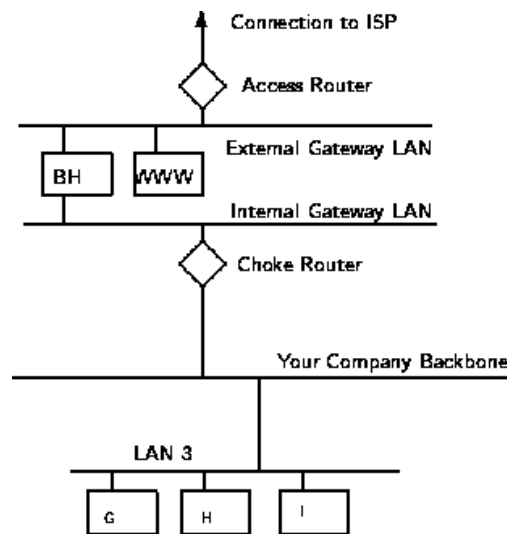 Connection to ISP
Access Router
External Gateway LAN
BH
WWW
Internal Gateway LAN
Choke Router
Your Company Backbone
LAN 3
G
H
I